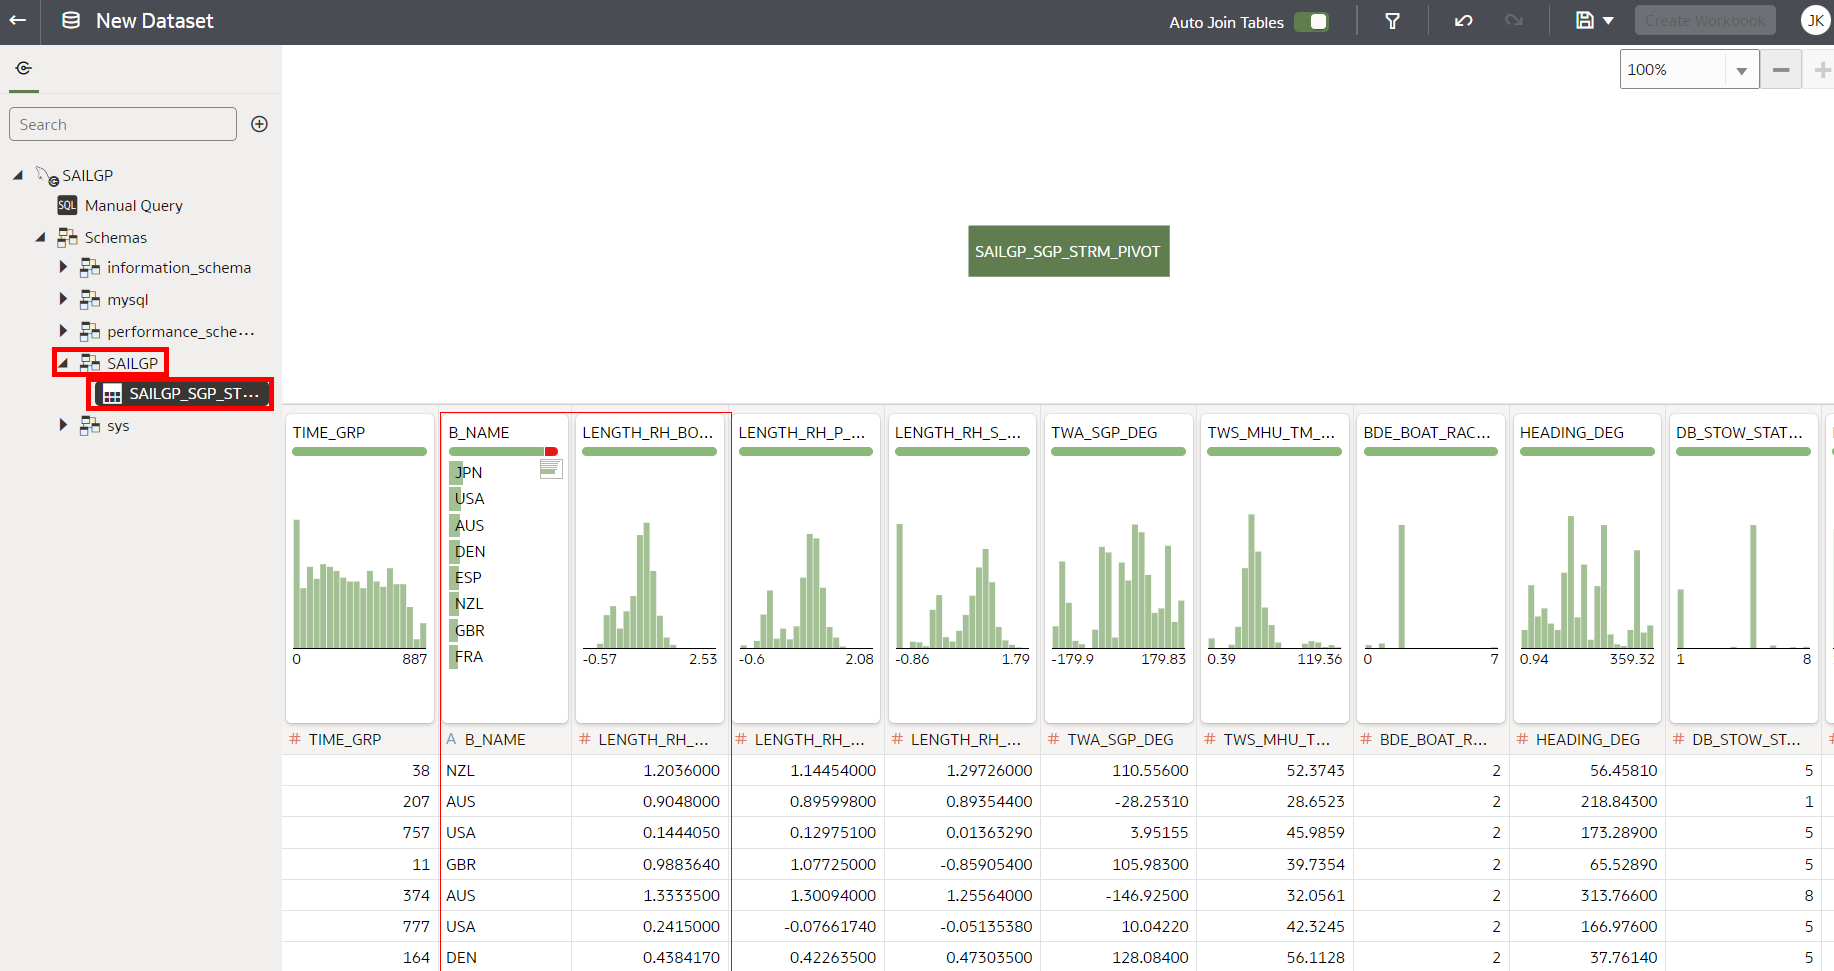 New Dataset
Auto Join Tables
Create Workbook
JK
100%
Search
SAILGP
SQL Manual Query
Schemas
information_schema
mysql
performance_sche...
SAILGP
SAILGP_SGP_ST...
sys
SAILGP_SGP_STRM_PIVOT
TIME_GRP B_NAME LENGTH_RH_BO... LENGTH_RH_P_... LENGTH_RH_S_... TWA_SGP_DEG TWS_MHU_TM_... BDE_BOAT_RAC... HEADING_DEG DB_STOW_STAT...
JPN
USA
AUS
DEN
ESP
NZL
GBR
FRA
0 887 -0.57 2.53 -0.6 2.08 -0.86 1.79 -179.9 179.83 0.39 119.36 0 7 0.94 359.32 1 8
# TIME_GRP A B_NAME # LENGTH_RH_... # LENGTH_RH_... # LENGTH_RH_... # TWA_SGP_DEG # TWS_MHU_T... # BDE_BOAT_R... # HEADING_DEG # DB_STOW_ST... #
38 NZL 1.2036000 1.14454000 1.29726000 110.55600 52.3743 2 56.45810 5
207 AUS 0.9048000 0.89599800 0.89354400 -28.25310 28.6523 2 218.84300 1
757 USA 0.1444050 0.12975100 0.01363290 3.95155 45.9859 2 173.28900 5
11 GBR 0.9883640 1.07725000 -0.85905400 105.98300 39.7354 2 65.52890 5
374 AUS 1.3333500 1.30094000 1.25564000 -146.92500 32.0561 2 313.76600 8
777 USA 0.2415000 -0.07661740 -0.05135380 10.04220 42.3245 2 166.97600 5
164 DEN 0.4384170 0.42263500 0.47303500 128.08400 56.1128 2 37.76140 5